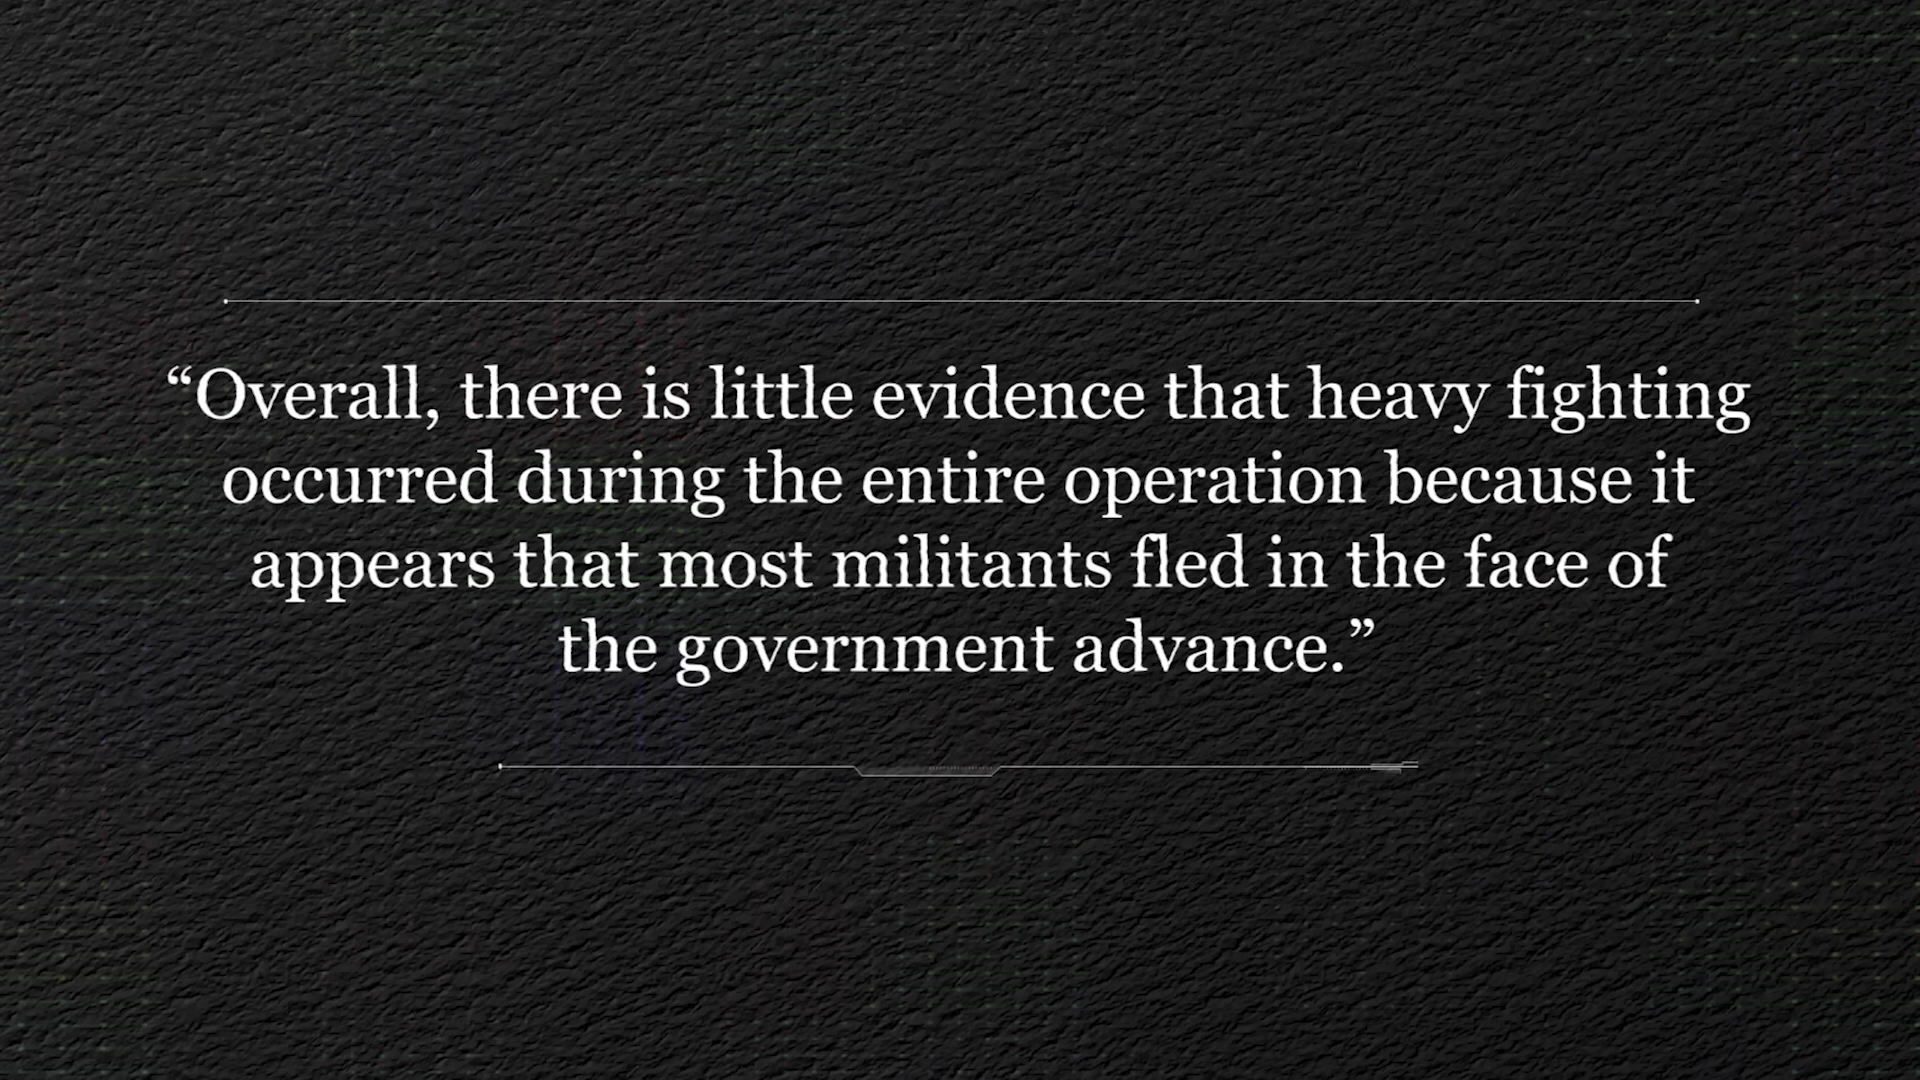 “Overall, there is little evidence that heavy fighting
occurred during the entire operation because it
appears that most militants fled in the face of
the government advance.”